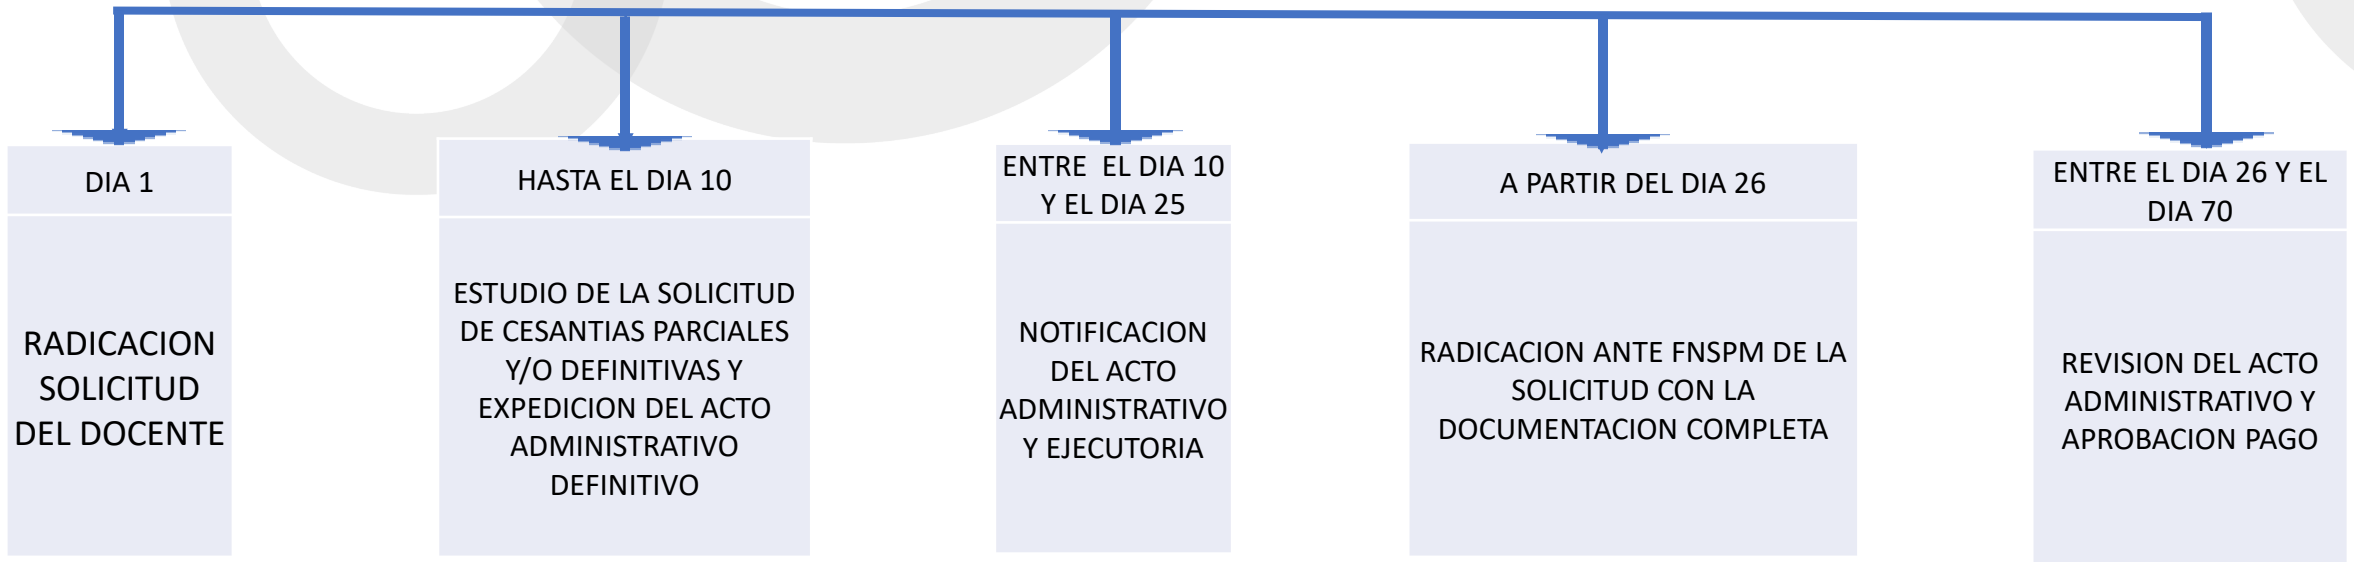 DIA 1
RADICACION
SOLICITUD
DEL DOCENTE
HASTA EL DIA 10
ESTUDIO DE LA SOLICITUD
DE CESANTIAS PARCIALES
Y/O DEFINITIVAS Y
EXPEDICION DEL ACTO
ADMINISTRATIVO
DEFINITIVO
ENTRE EL DIA 10
Y EL DIA 25
NOTIFICACION
DEL ACTO
ADMINISTRATIVO
Y EJECUTORIA
A PARTIR DEL DIA 26
RADICACION ANTE FNSPM DE LA
SOLICITUD CON LA
DOCUMENTACION COMPLETA
ENTRE EL DIA 26 Y EL
DIA 70
REVISION DEL ACTO
ADMINISTRATIVO Y
APROBACION PAGO